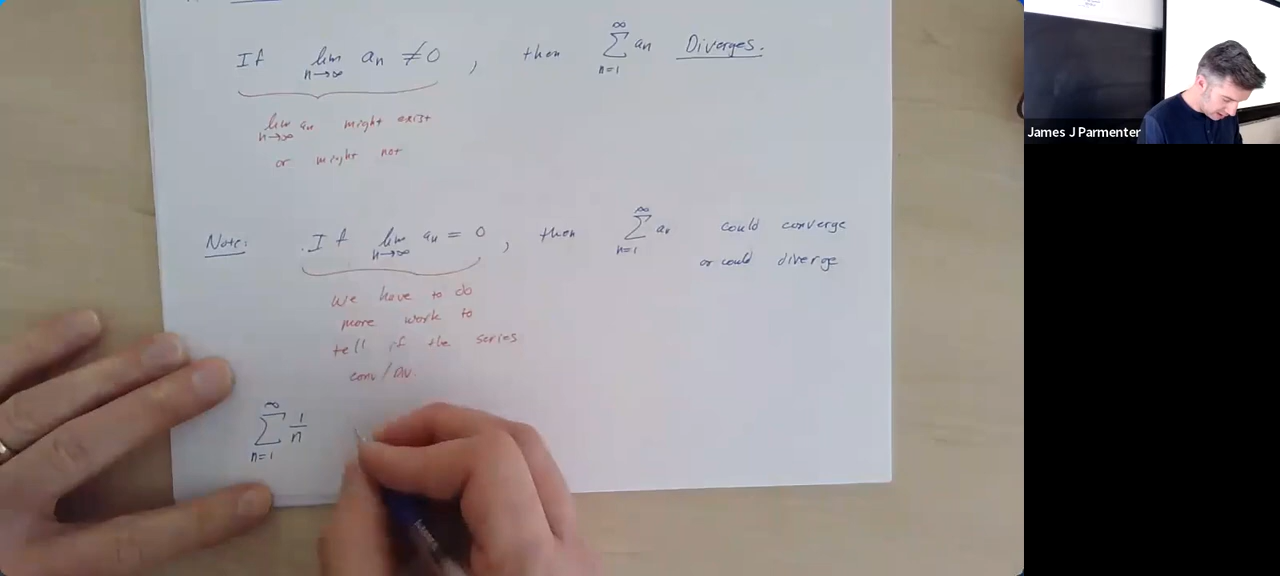 If lim n→∞ an ≠ 0 , then ∞ Σ n=1 an Diverges.
lim n→∞ an might exist
or might not
Note: . If lim n→∞ an = 0 , then ∞ Σ n=1 an could converge
or could diverge
We have to do
more work to
tell if the series
conv/Div.
∞ Σ n=1 1/n
James J Parmenter